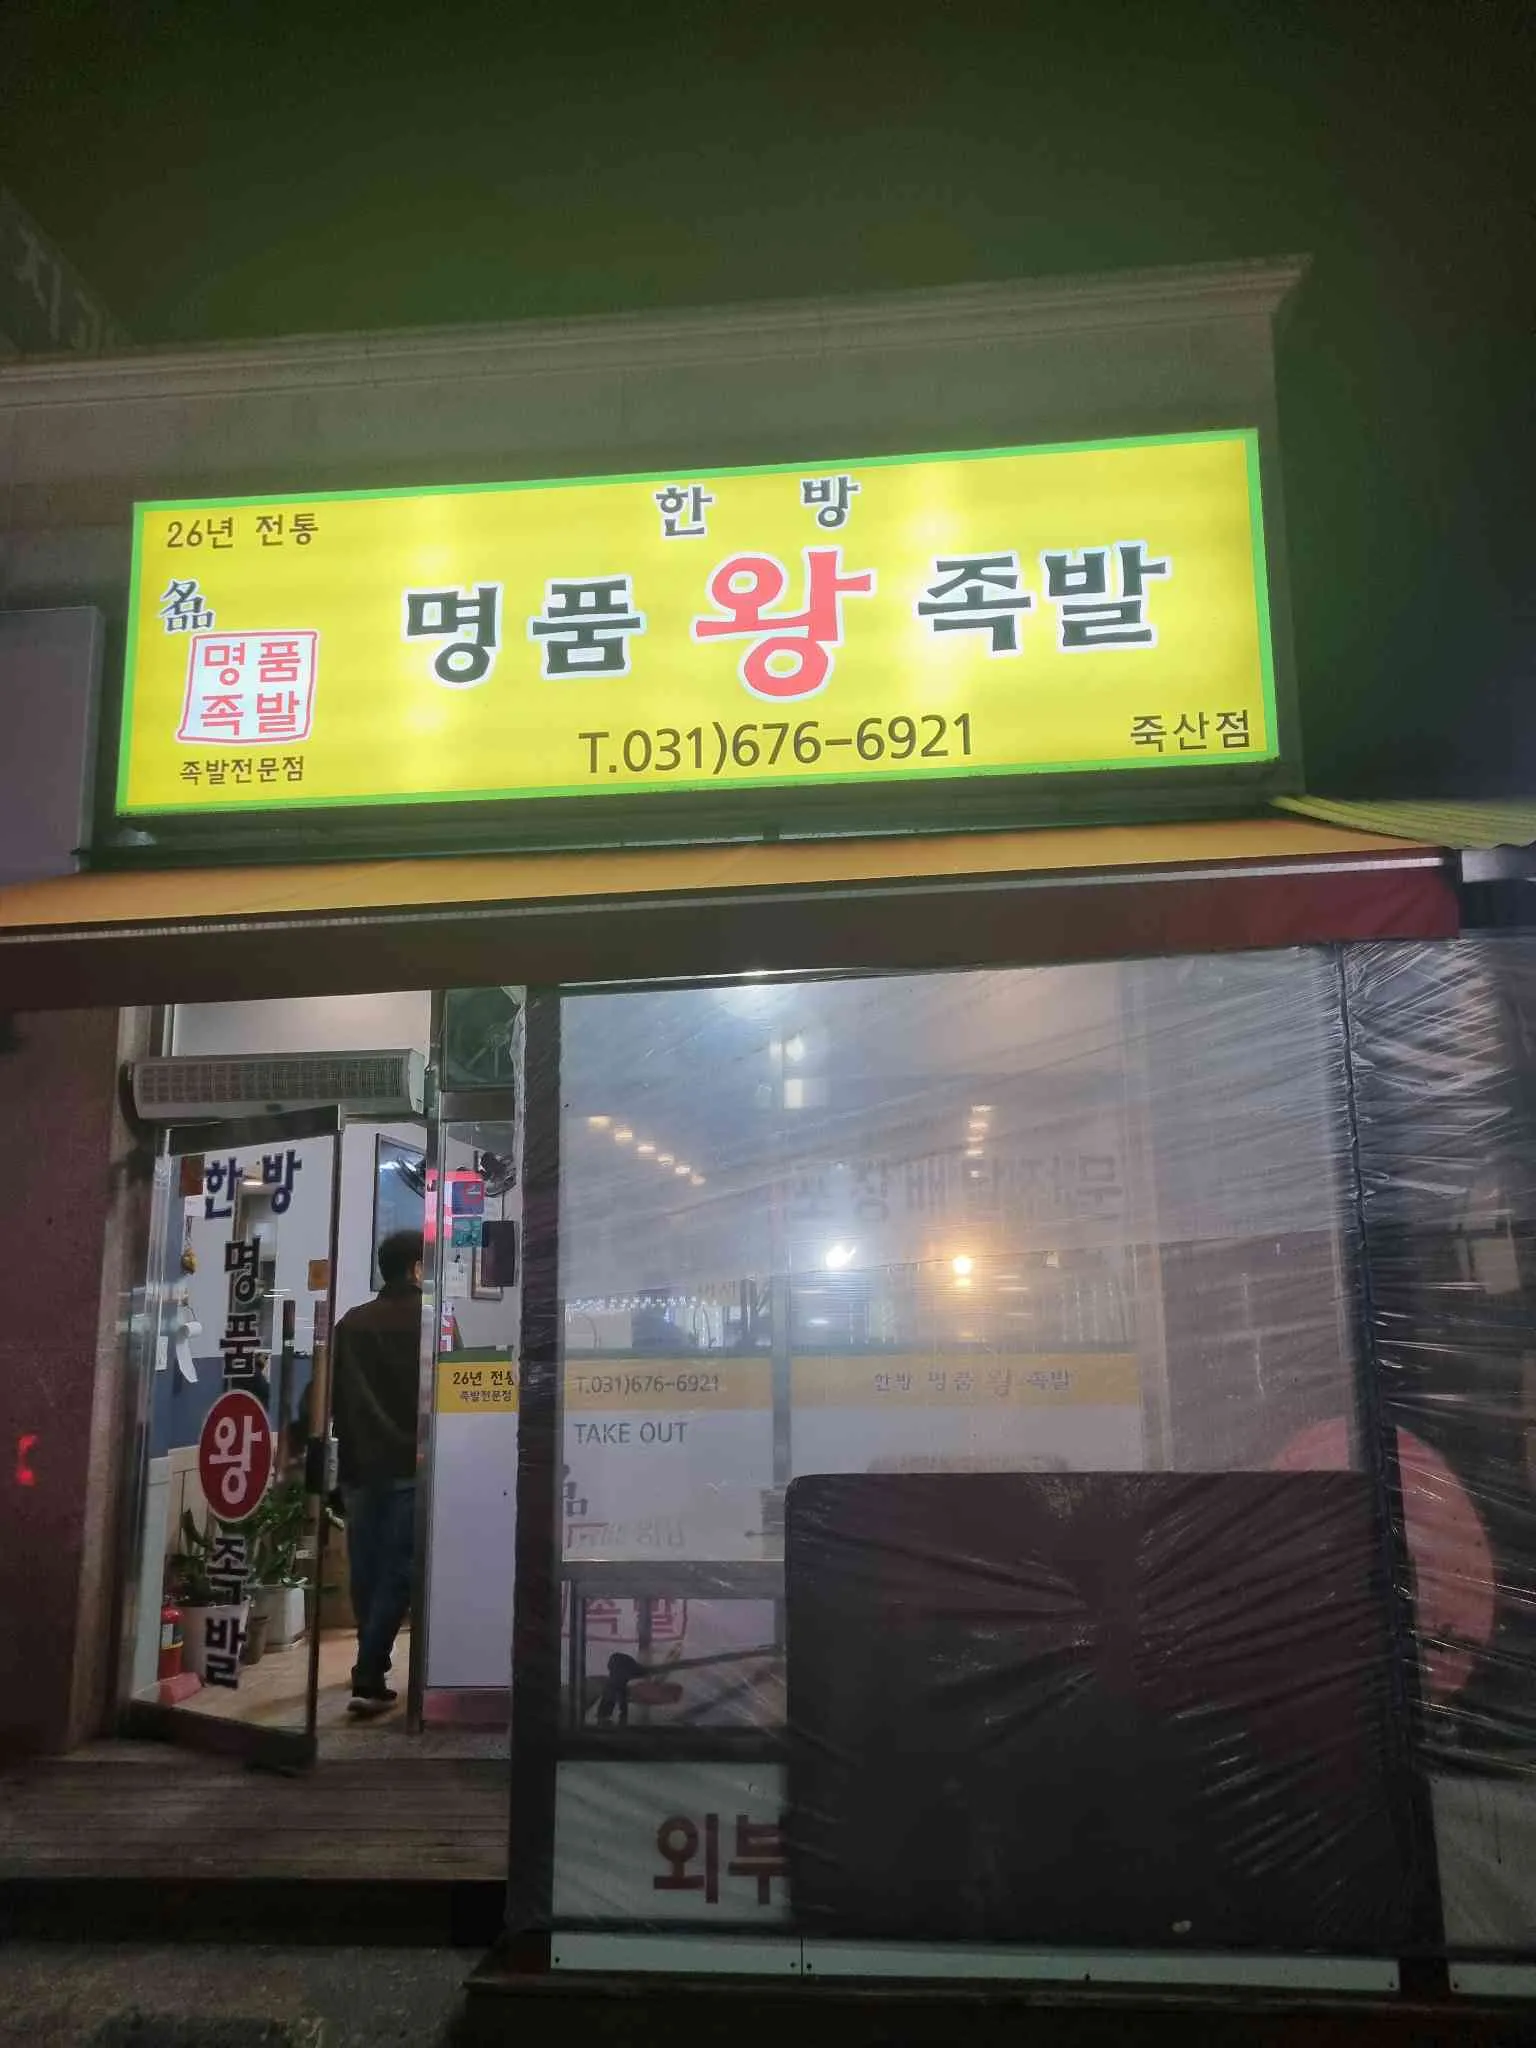 26년 전통
한 방
명품 왕 족발
名品
명품
족발
족발전문점
T.031)676-6921
죽산점
한방
명품
왕
족발
26년 전통
족발전문점
T.031)676-6921
한방 명품 왕 족발
TAKE OUT
족발
외부